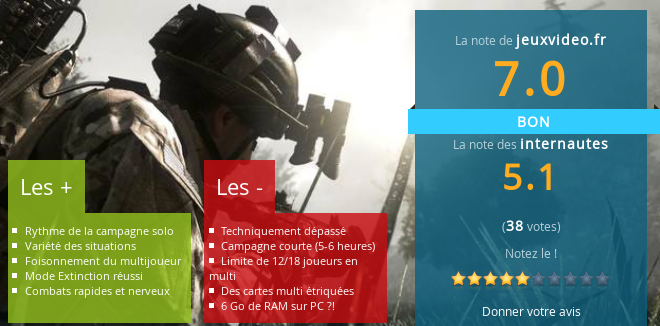 La note de jeuxvideo.fr
7.0
BON
La note des internautes
5.1
(38 votes)
Notez le !
Donner votre avis
Les +
Rythme de la campagne solo
Variété des situations
Foisonnement du multijoueur
Mode Extinction réussi
Combats rapides et nerveux
Les -
Techniquement dépassé
Campagne courte (5-6 heures)
Limite de 12/18 joueurs en
multi
Des cartes multi étriquées
6 Go de RAM sur PC ?!